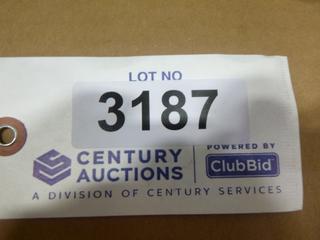 LOT NO
3187
CENTURY AUCTIONS
POWERED BY
ClubBid
A DIVISION OF CENTURY SERVICES